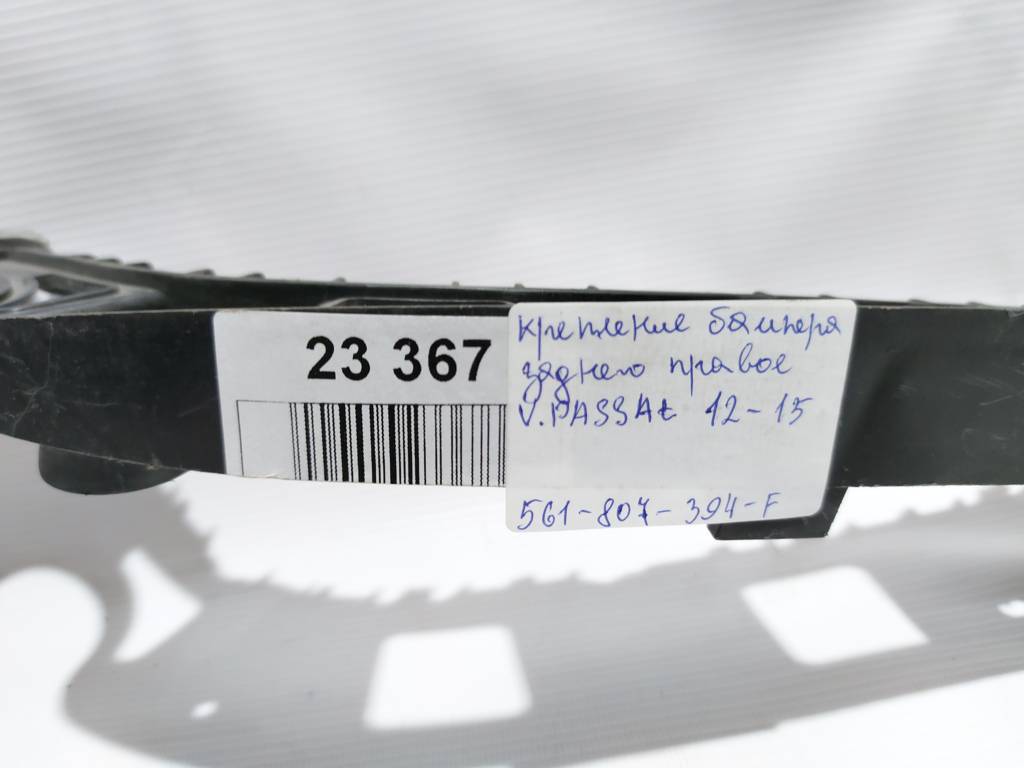 23 367
крепление бампера
заднего правое
V.PASSAt 12-15
561-807-394-F